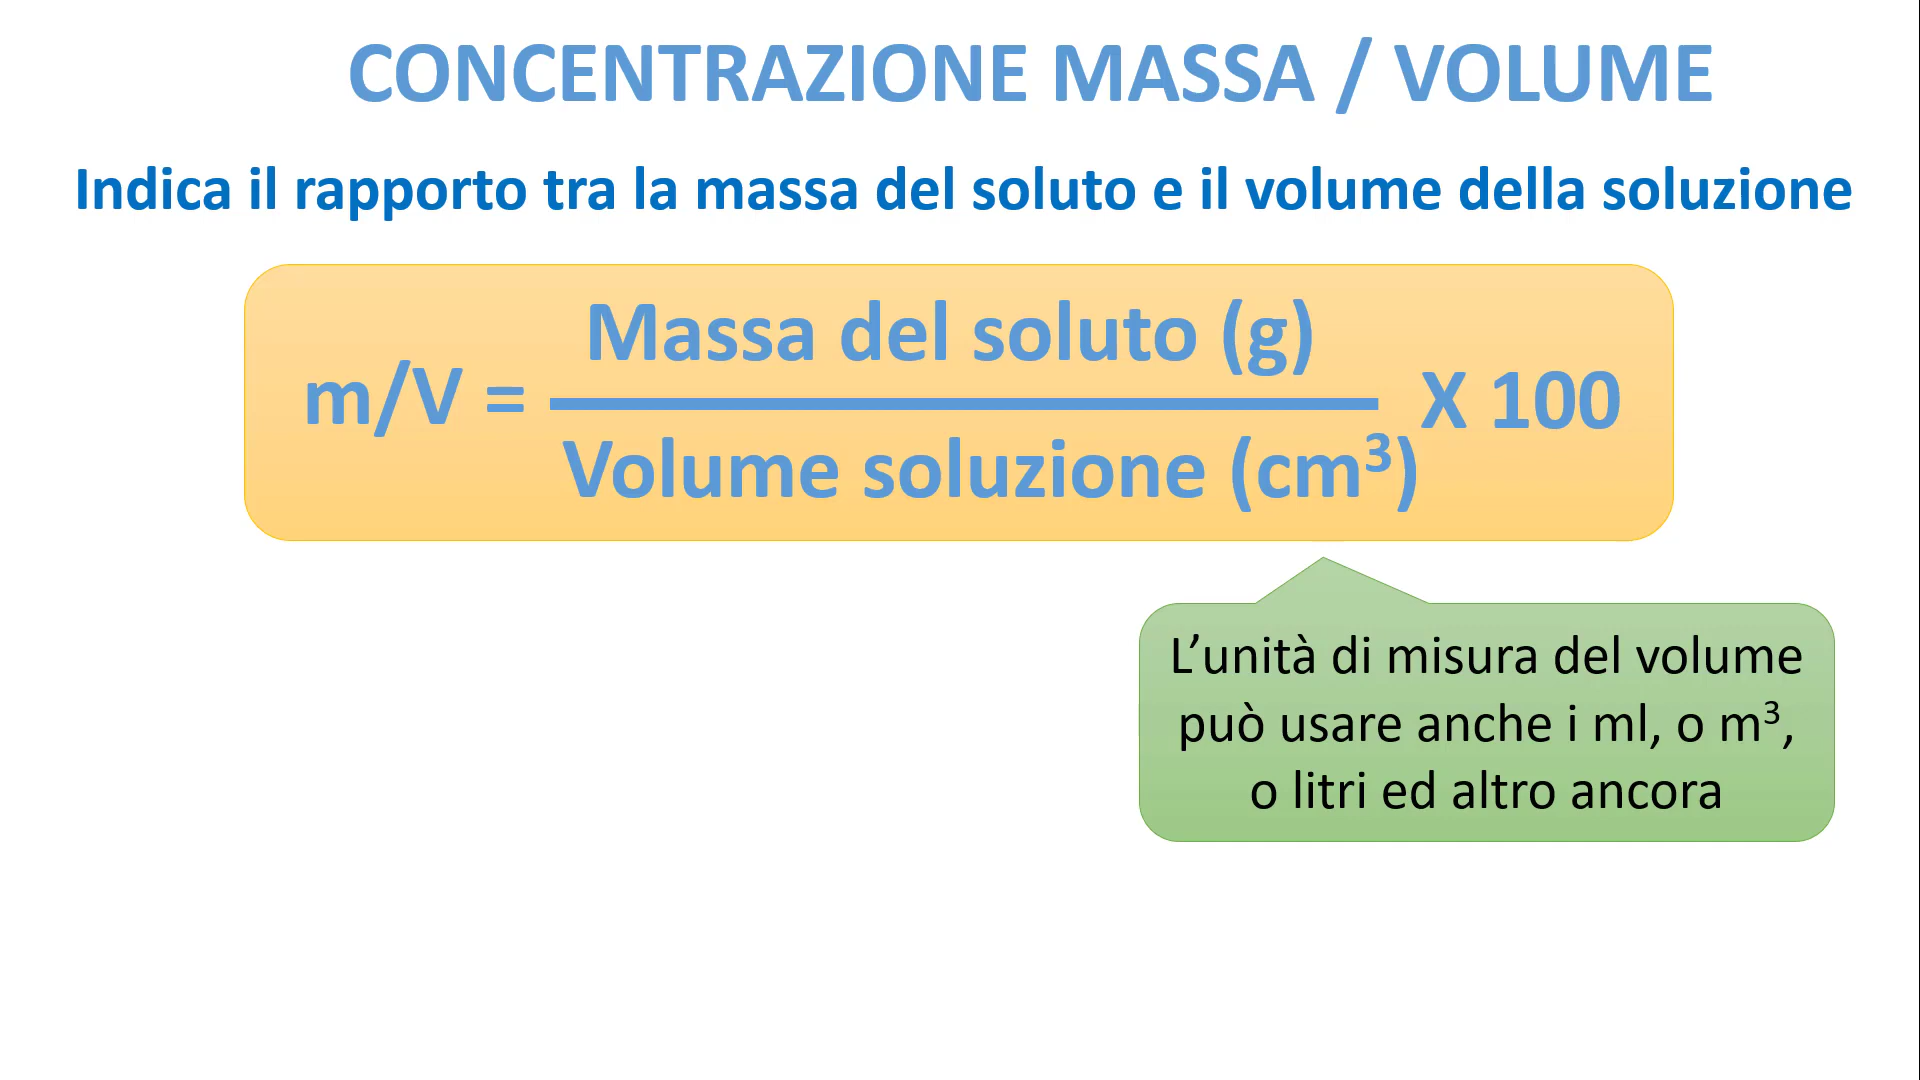 CONCENTRAZIONE MASSA / VOLUME
Indica il rapporto tra la massa del soluto e il volume della soluzione
Massa del soluto (g)
m/V = X 100
Volume soluzione (cm³)
L’unità di misura del volume
può usare anche i ml, o m³,
o litri ed altro ancora